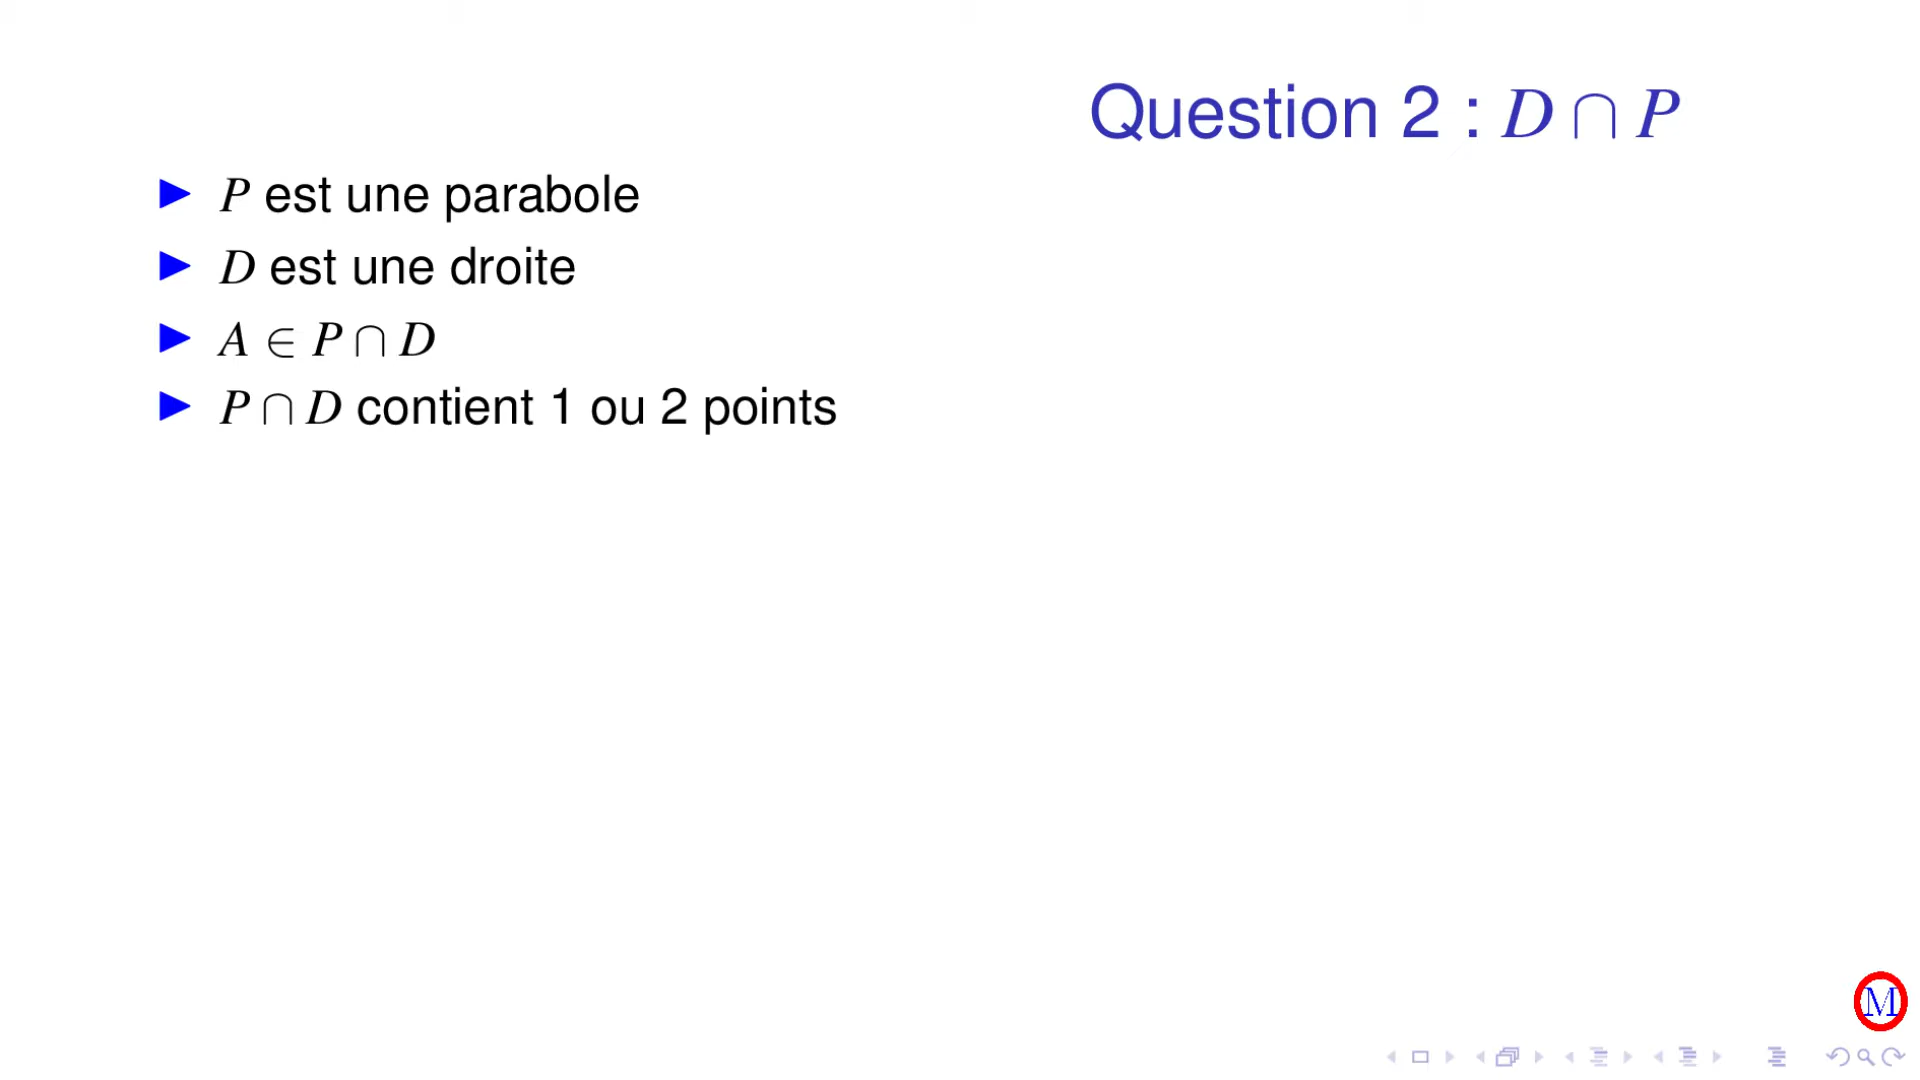 Question 2 : D ∩ P
▶ P est une parabole
▶ D est une droite
▶ A ∈ P ∩ D
▶ P ∩ D contient 1 ou 2 points
M